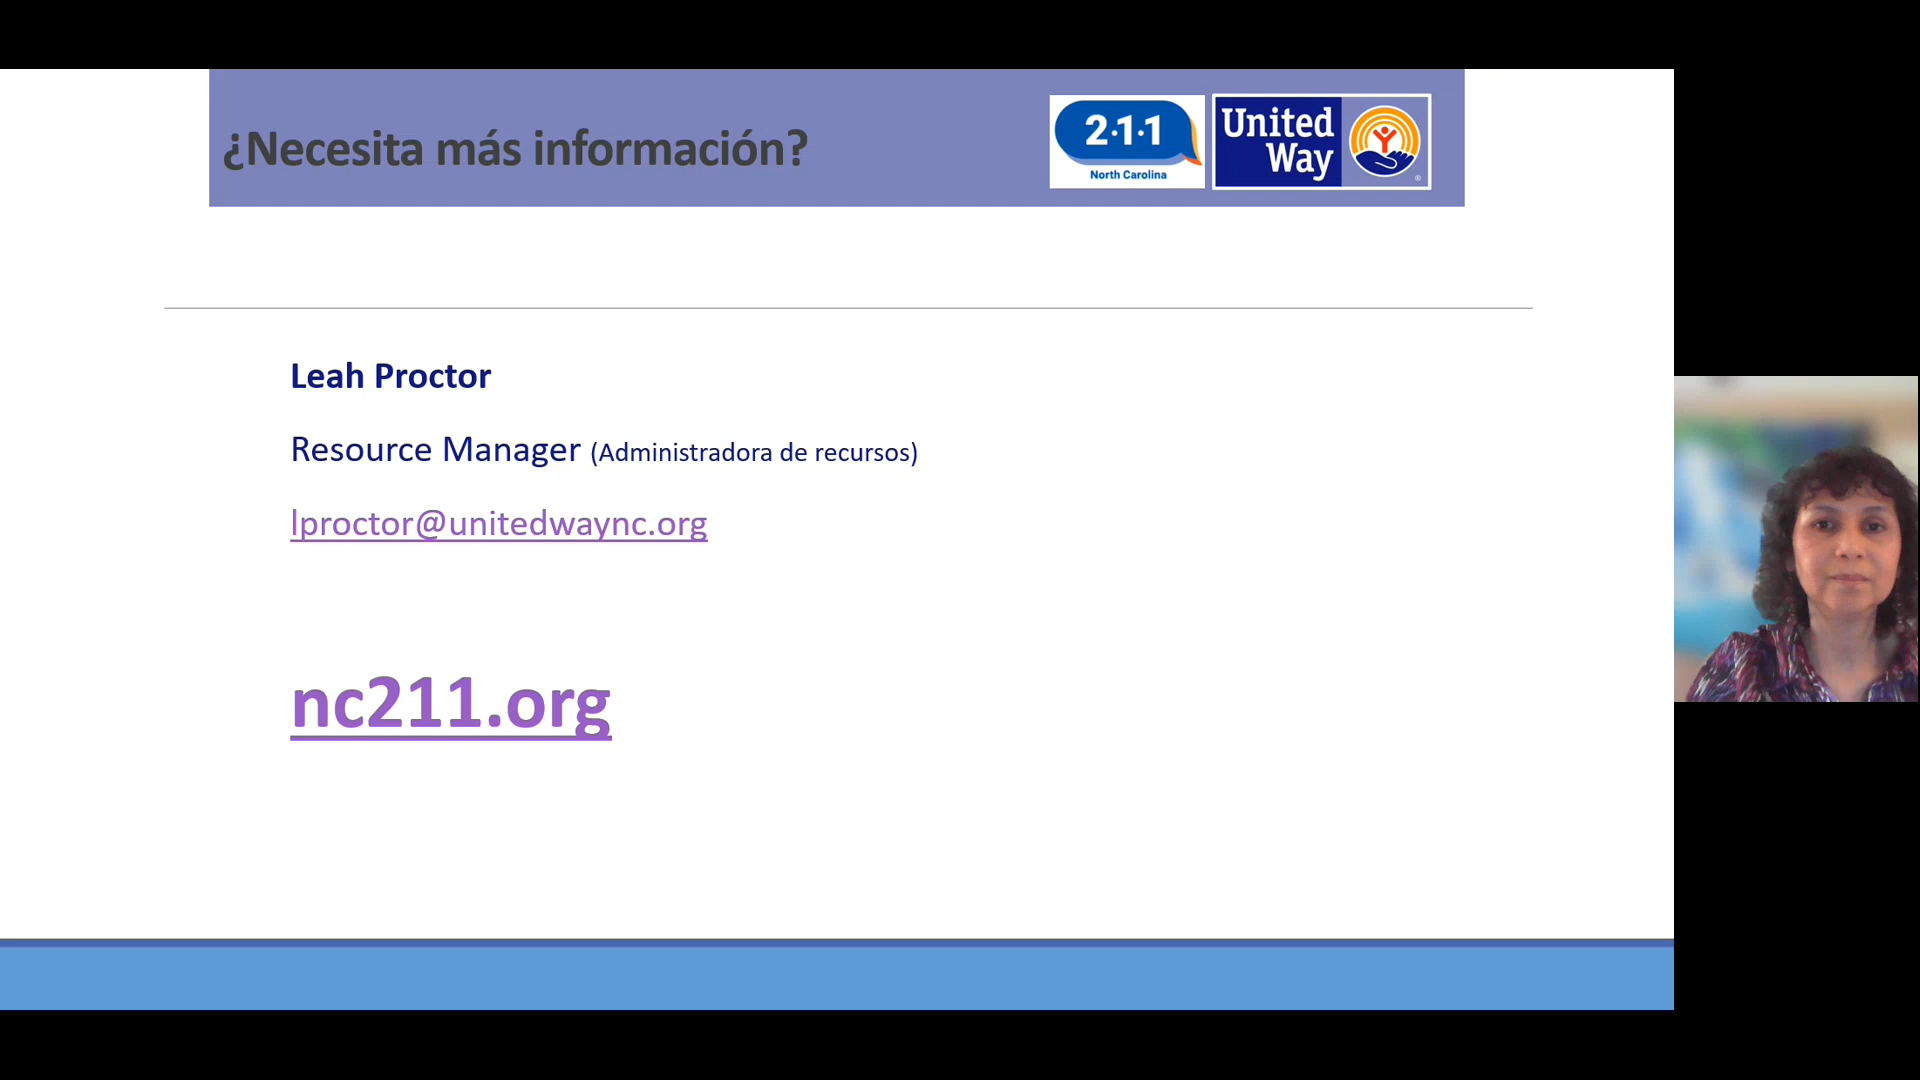 ¿Necesita más información?
2·1·1
North Carolina
United
Way
®
Leah Proctor
Resource Manager (Administradora de recursos)
lproctor@unitedwaync.org
nc211.org